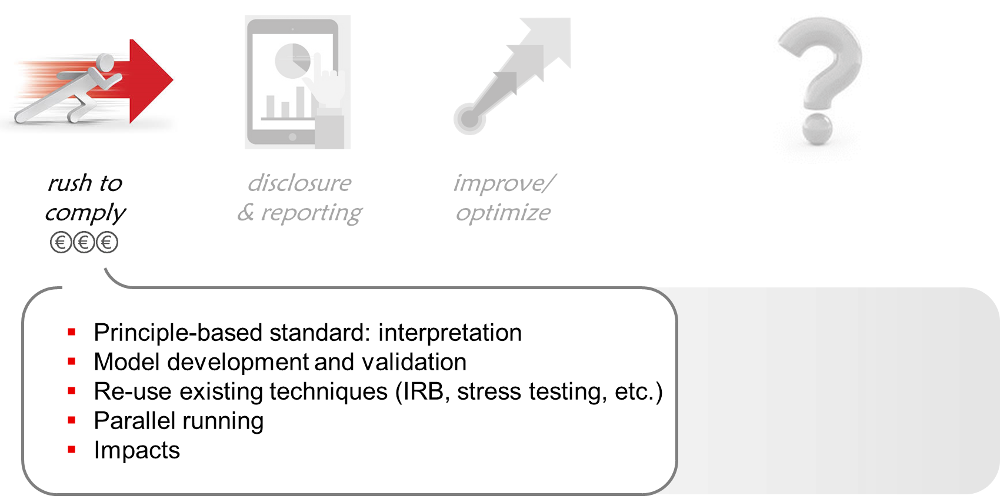 rush to
comply
€€€
disclosure
& reporting
improve/
optimize
?
Principle-based standard: interpretation
Model development and validation
Re-use existing techniques (IRB, stress testing, etc.)
Parallel running
Impacts